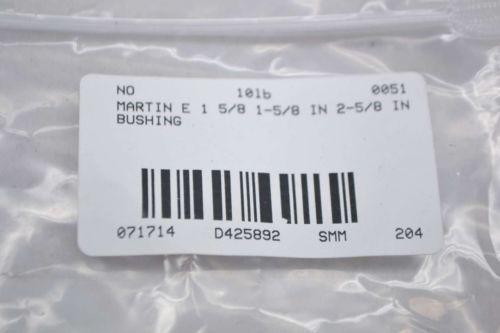 NO 10lb 0051
MARTIN E 1 5/8 1-5/8 IN 2-5/8 IN
BUSHING
071714 D425892 SMM 204